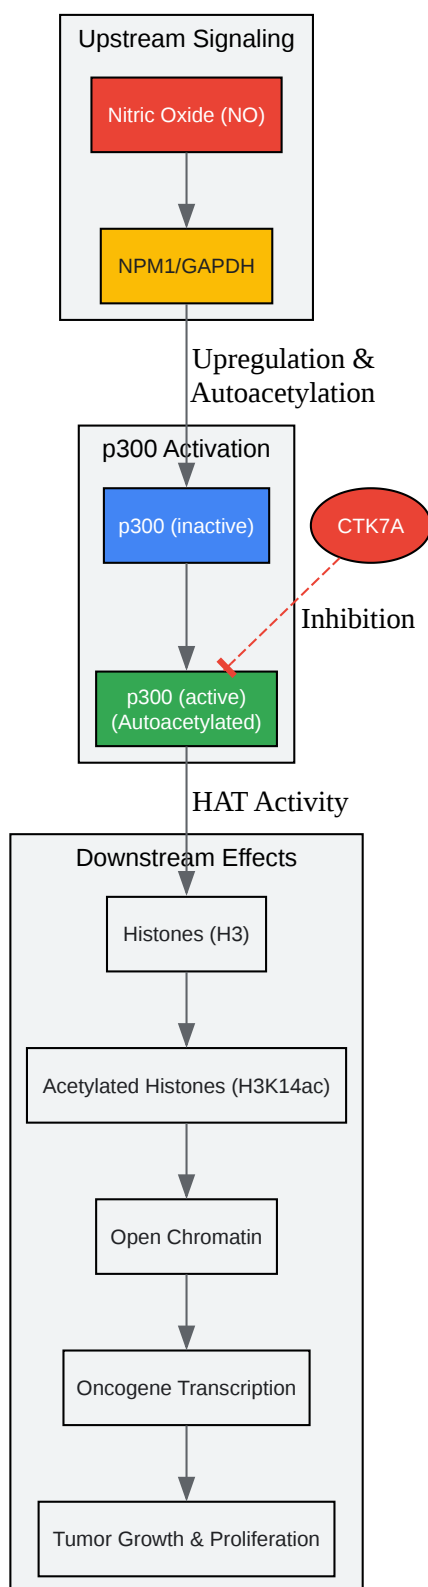 Upstream Signaling
Nitric Oxide (NO)
NPM1/GAPDH
Upregulation &
Autoacetylation
p300 Activation
p300 (inactive)
CTK7A
Inhibition
p300 (active)
(Autoacetylated)
HAT Activity
Downstream Effects
Histones (H3)
Acetylated Histones (H3K14ac)
Open Chromatin
Oncogene Transcription
Tumor Growth & Proliferation